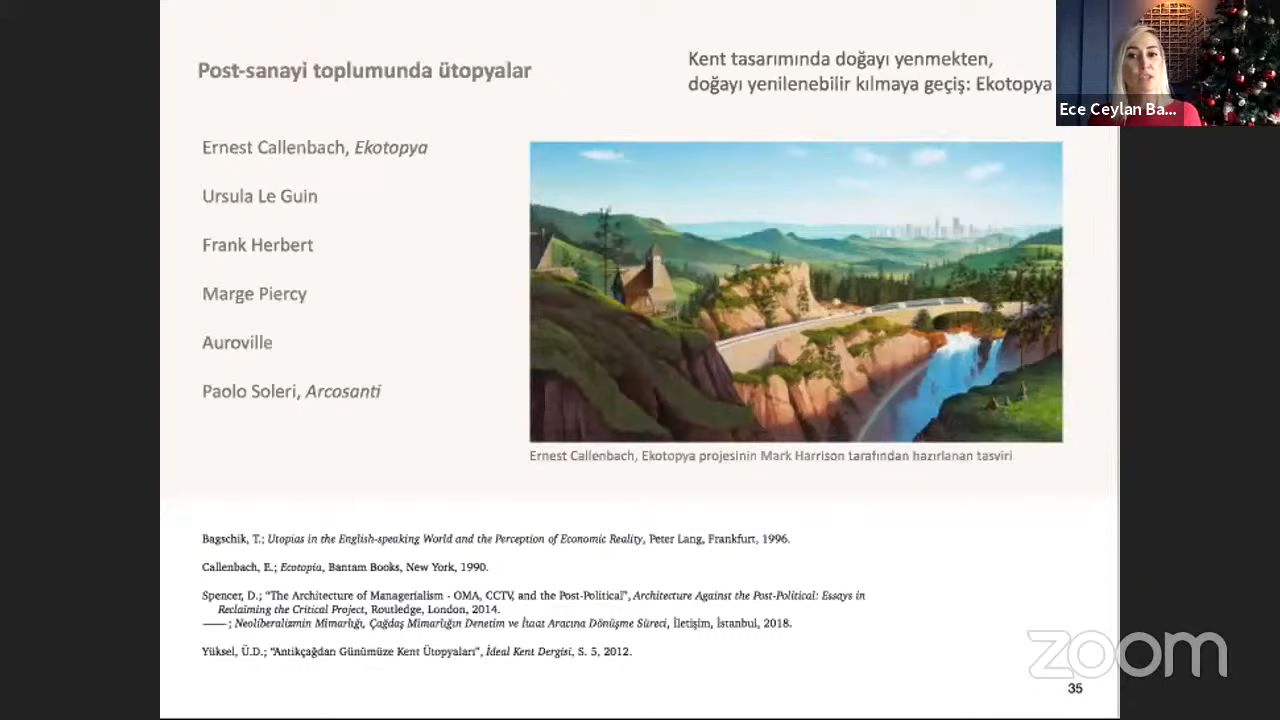 Post-sanayi toplumunda ütopyalar
Kent tasarımında doğayı yenmekten,
doğayı yenilenebilir kılmaya geçiş: Ekotopya
Ece Ceylan Ba...
Ernest Callenbach, Ekotopya
Ursula Le Guin
Frank Herbert
Marge Piercy
Auroville
Paolo Soleri, Arcosanti
Ernest Callenbach, Ekotopya projesinin Mark Harrison tarafından hazırlanan tasviri
Bagschik, T.; Utopias in the English-speaking World and the Perception of Economic Reality, Peter Lang, Frankfurt, 1996.
Callenbach, E.; Ecotopia, Bantam Books, New York, 1990.
Spencer, D.; “The Architecture of Managerialism - OMA, CCTV, and the Post-Political”, Architecture Against the Post-Political: Essays in
Reclaiming the Critical Project, Routledge, London, 2014.
——; Neoliberalizmin Mimarlığı, Çağdaş Mimarlığın Denetim ve İtaat Aracına Dönüşme Süreci, İletişim, İstanbul, 2018.
Yüksel, Ü.D.; “Antikçağdan Günümüze Kent Ütopyaları”, İdeal Kent Dergisi, S. 5, 2012.
zoom
35